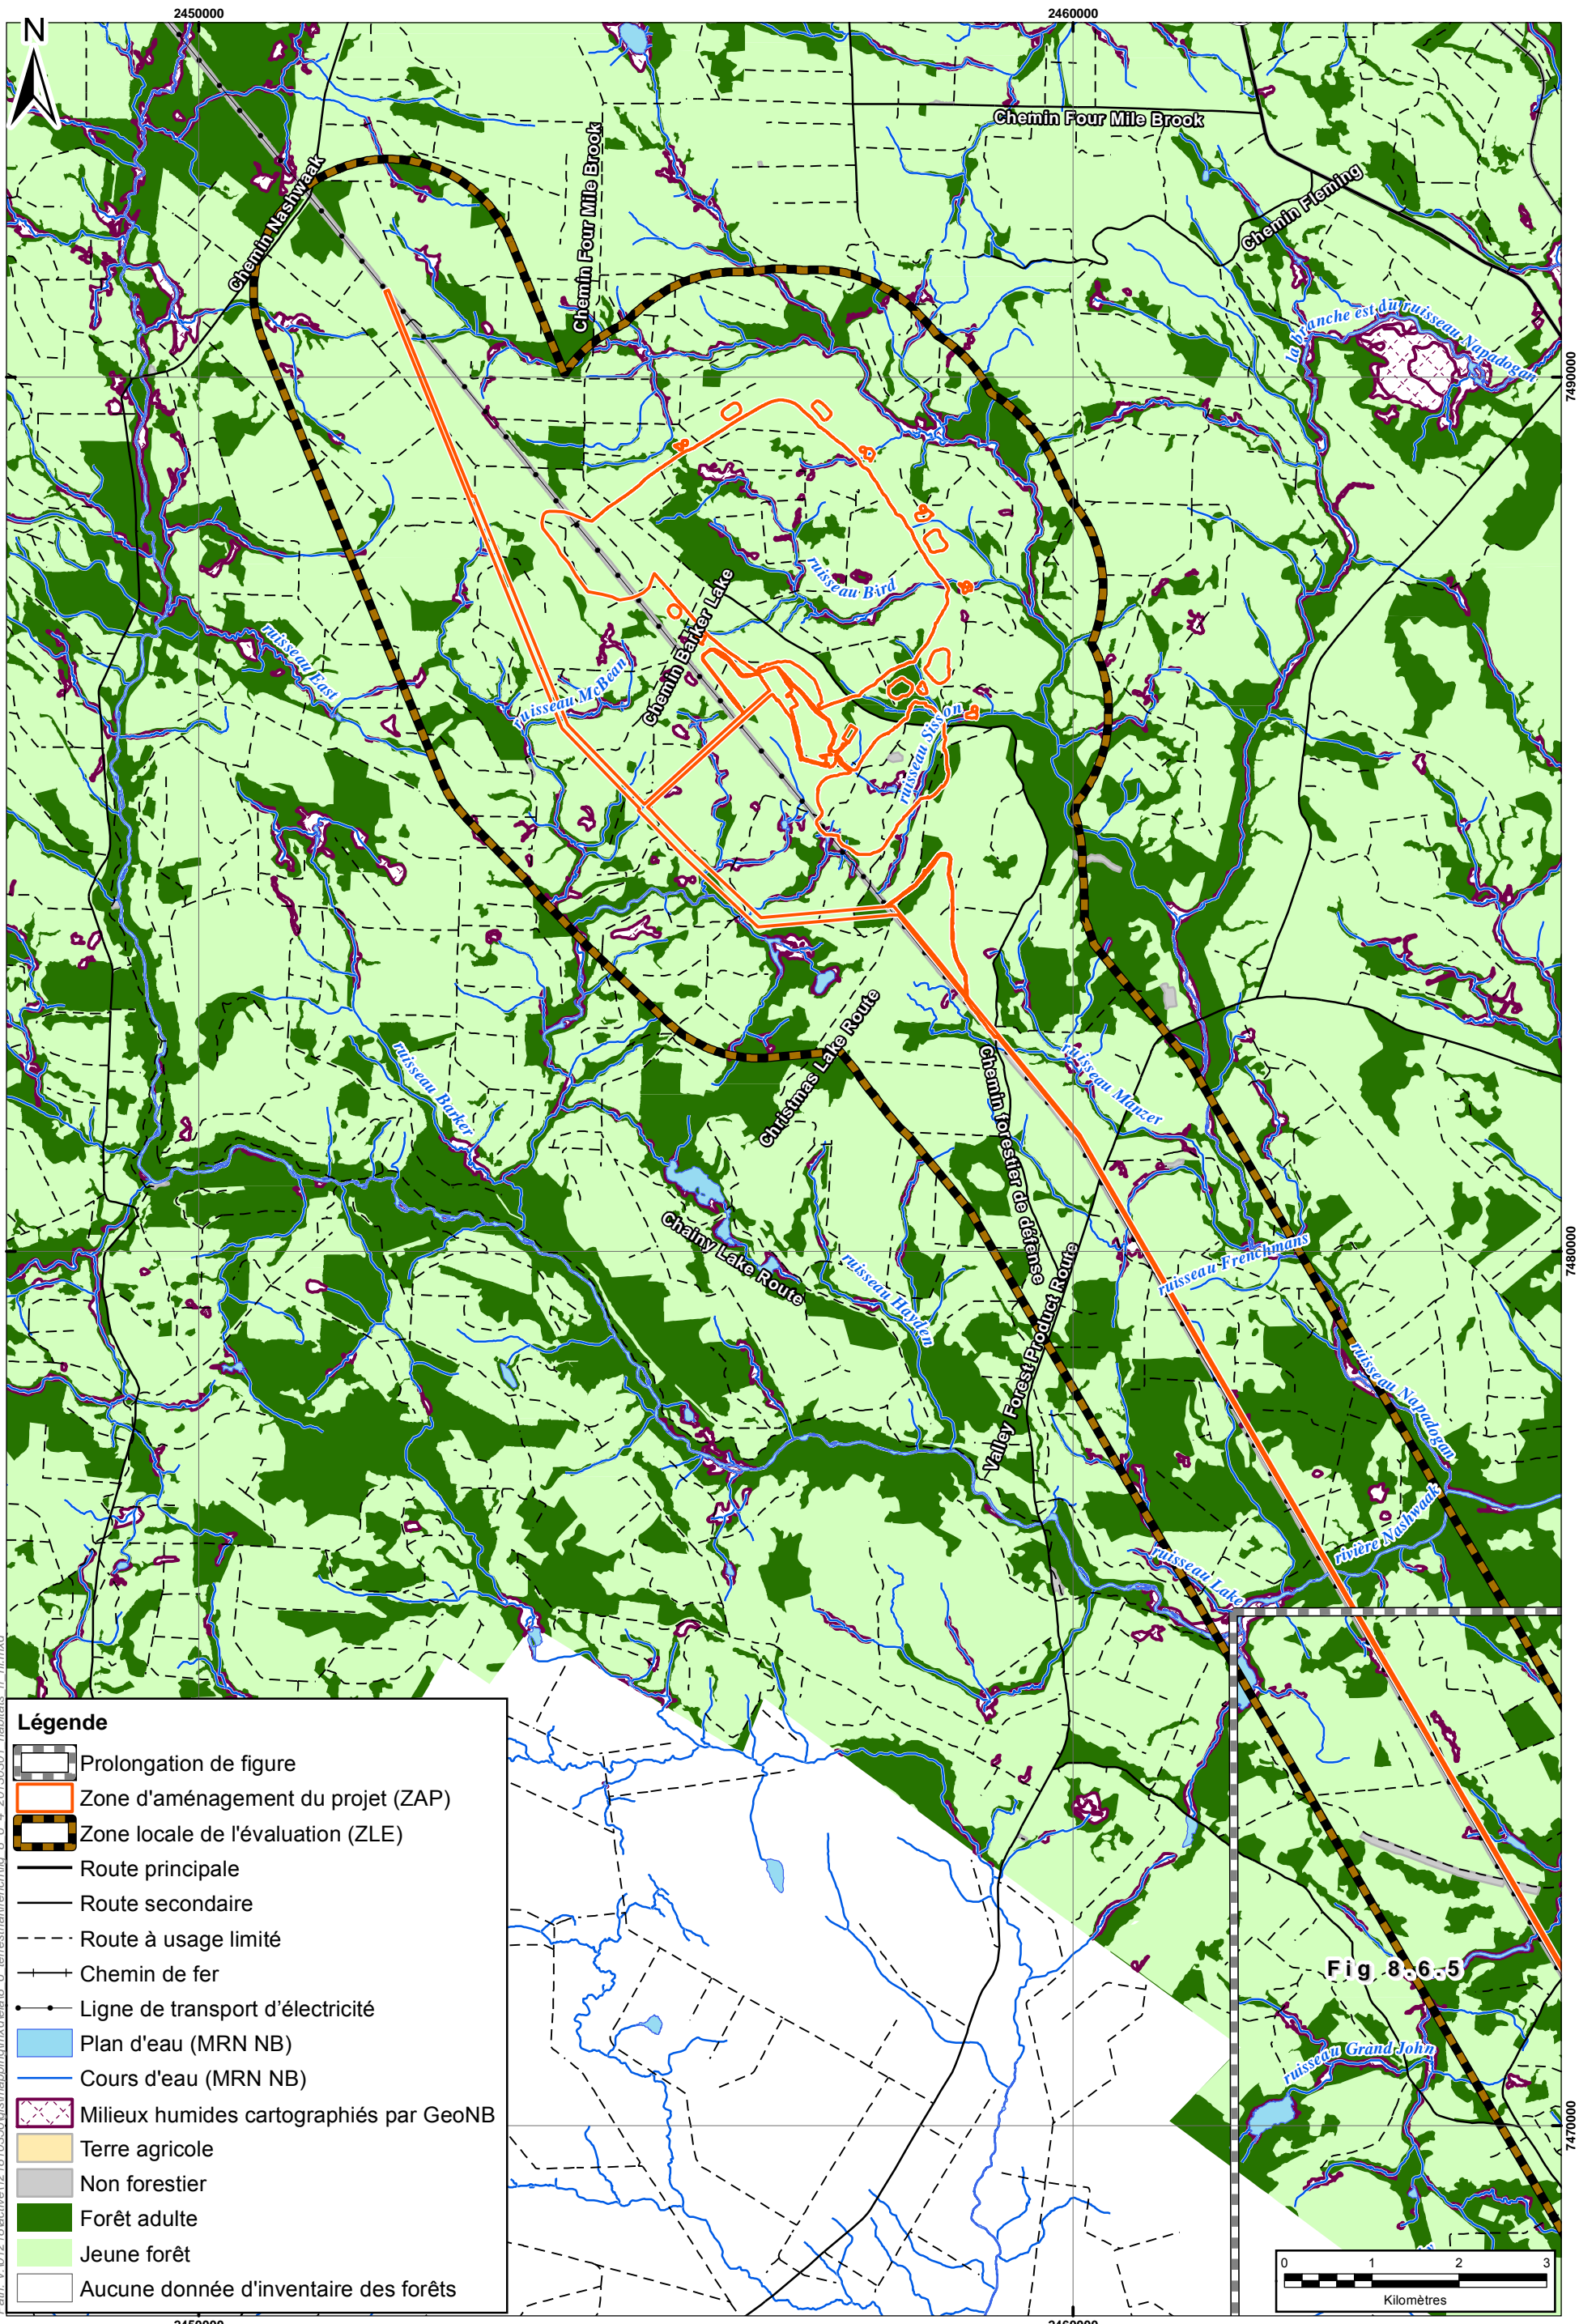 2450000
2460000
N
Chemin Four Mile Brook
Chemin Four Mile Brook
Chemin Fleming
Chemin Nashwaak
la branche est du ruisseau Napadogan
7490000
ruisseau Bird
Chemin Barker Lake
ruisseau East
ruisseau McBean
ruisseau Sisson
Christmas Lake Route
ruisseau Barker
ruisseau Manzer
Chemin forestier de défense
Chainy Lake Route
ruisseau Hayden
ruisseau Frenchmans
7480000
Valley Forest Product Route
ruisseau Napadogan
rivière Nashwaak
ruisseau Lake
Légende
Prolongation de figure
Zone d'aménagement du projet (ZAP)
Zone locale de l'évaluation (ZLE)
Route principale
Route secondaire
Route à usage limité
Chemin de fer
Ligne de transport d'électricité
Plan d'eau (MRN NB)
Cours d'eau (MRN NB)
Milieux humides cartographiés par GeoNB
Terre agricole
Non forestier
Forêt adulte
Jeune forêt
Aucune donnée d'inventaire des forêts
Fig 8.6.5
ruisseau Grand John
7470000
0 1 2 3
Kilomètres
2450000
2460000